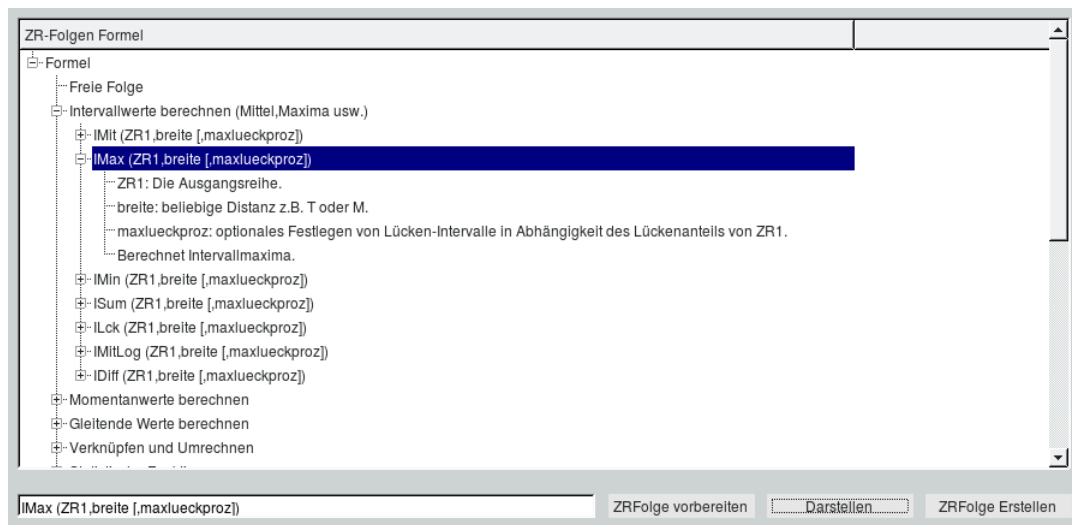 ZR-Folgen Formel
Formel
Freie Folge
Intervallwerte berechnen (Mittel,Maxima usw.)
IMit (ZR1,breite [,maxlueckproz])
IMax (ZR1,breite [,maxlueckproz])
ZR1: Die Ausgangsreihe.
breite: beliebige Distanz z.B. T oder M.
maxlueckproz: optionales Festlegen von Lücken-Intervalle in Abhängigkeit des Lückenanteils von ZR1.
Berechnet Intervallmaxima.
IMin (ZR1,breite [,maxlueckproz])
ISum (ZR1,breite [,maxlueckproz])
ILck (ZR1,breite [,maxlueckproz])
IMitLog (ZR1,breite [,maxlueckproz])
IDiff (ZR1,breite [,maxlueckproz])
Momentanwerte berechnen
Gleitende Werte berechnen
Verknüpfen und Umrechnen
IMax (ZR1,breite [,maxlueckproz]) ZRFolge vorbereiten Darstellen ZRFolge Erstellen